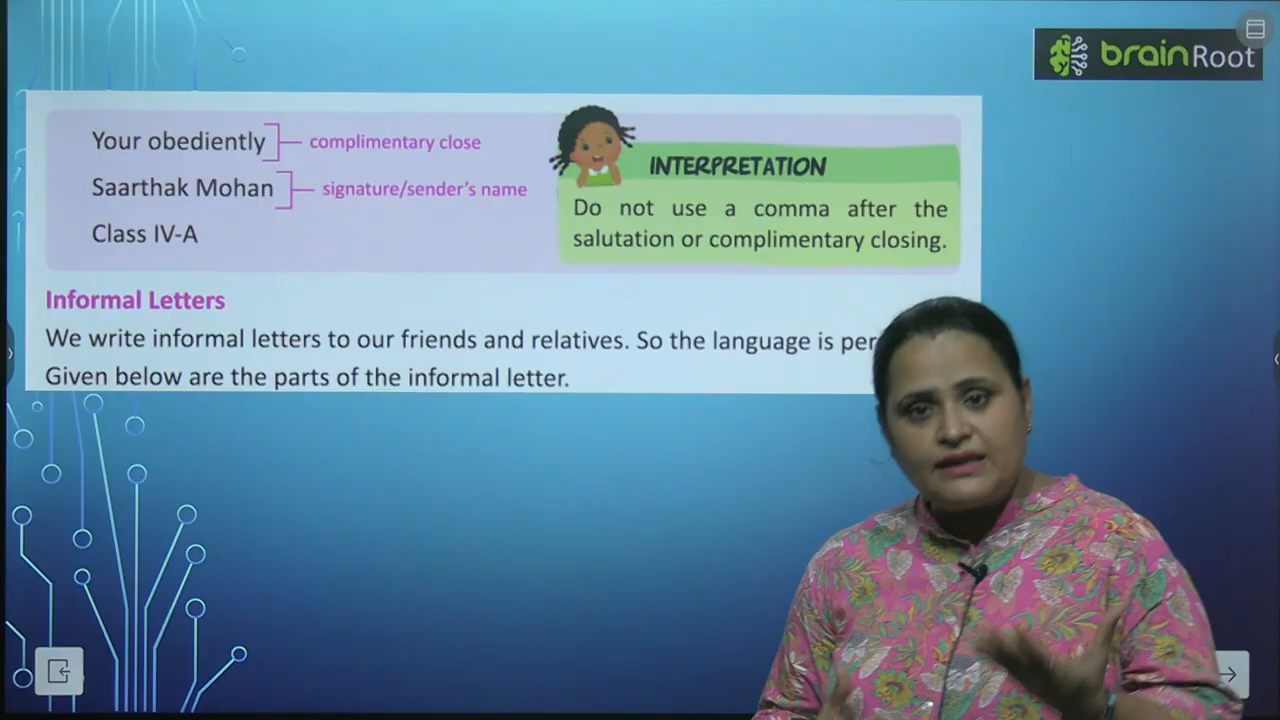 brainRoot
Your obediently
complimentary close
Saarthak Mohan
signature/sender's name
Class IV-A
INTERPRETATION
Do not use a comma after the
salutation or complimentary closing.
Informal Letters
We write informal letters to our friends and relatives. So the language is
Given below are the parts of the informal letter.